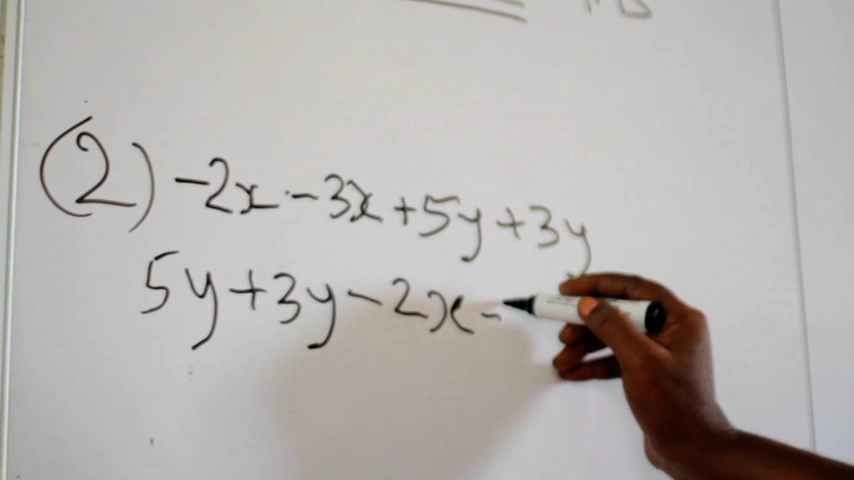 (2) -2x - 3x + 5y + 3y
5y + 3y - 2x -